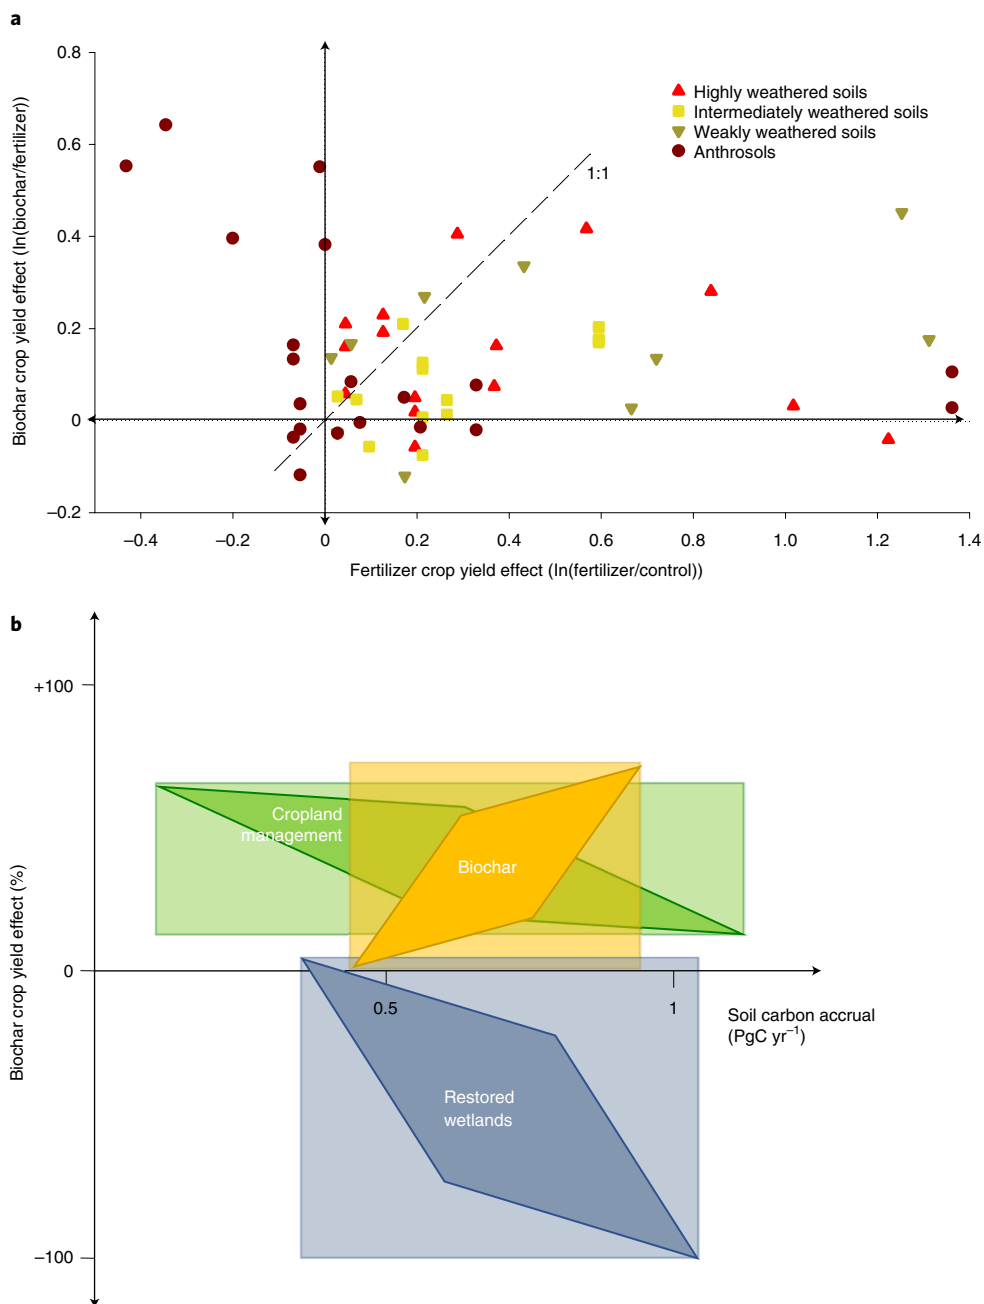 a
0.8
0.6
0.4
0.2
0
−0.2
Biochar crop yield effect (ln(biochar/fertilizer))
Highly weathered soils
Intermediately weathered soils
Weakly weathered soils
Anthrosols
1:1
−0.4
−0.2
0
0.2
0.4
0.6
0.8
1.0
1.2
1.4
Fertilizer crop yield effect (ln(fertilizer/control))
b
+100
0
−100
Biochar crop yield effect (%)
Cropland
management
Biochar
0.5
1
Soil carbon accrual
(PgC yr−1)
Restored
wetlands